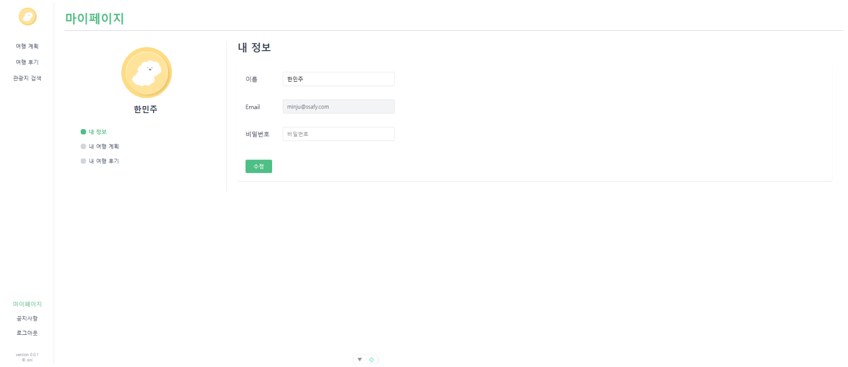 마이페이지
여행 계획
여행 후기
관광지 검색
한민주
내 정보
내 여행 계획
내 여행 후기
내 정보
이름
한민주
Email
minju@ssafy.com
비밀번호
비밀번호
수정
마이페이지
공지사항
로그아웃
version 0.0.1